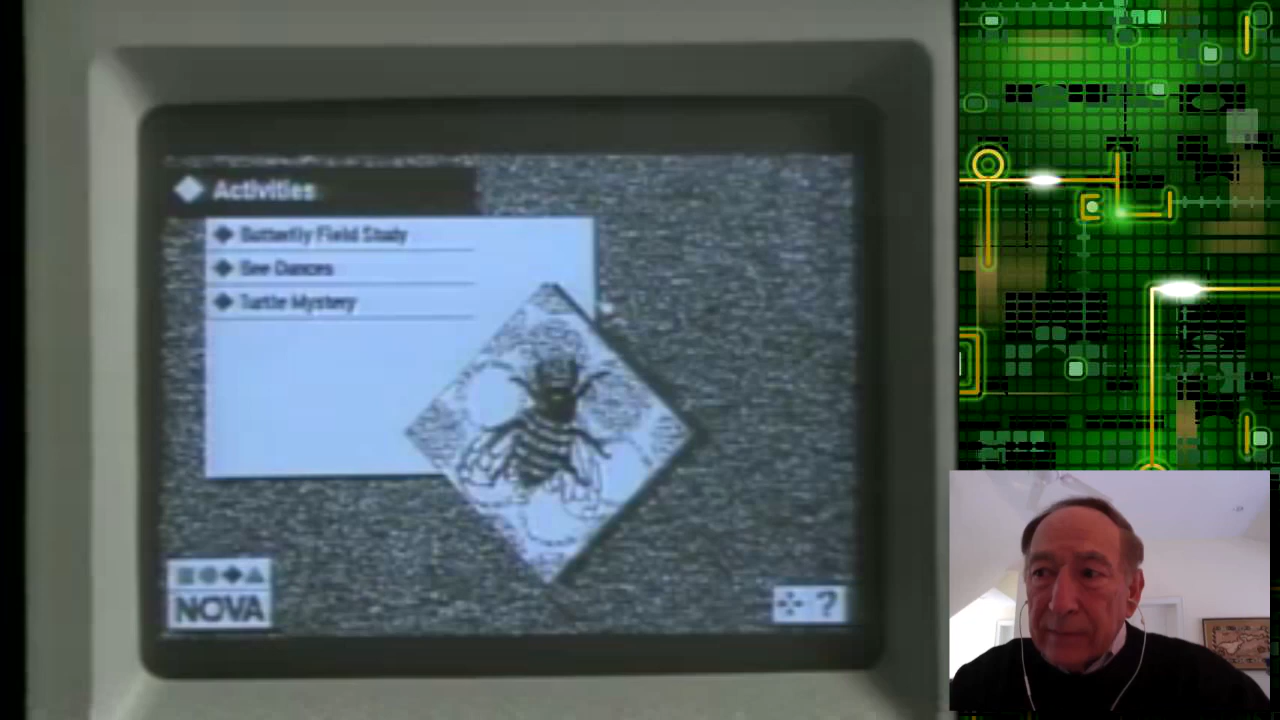 Activities
Butterfly Field Study
Bee Dances
Turtle Mystery
NOVA
?